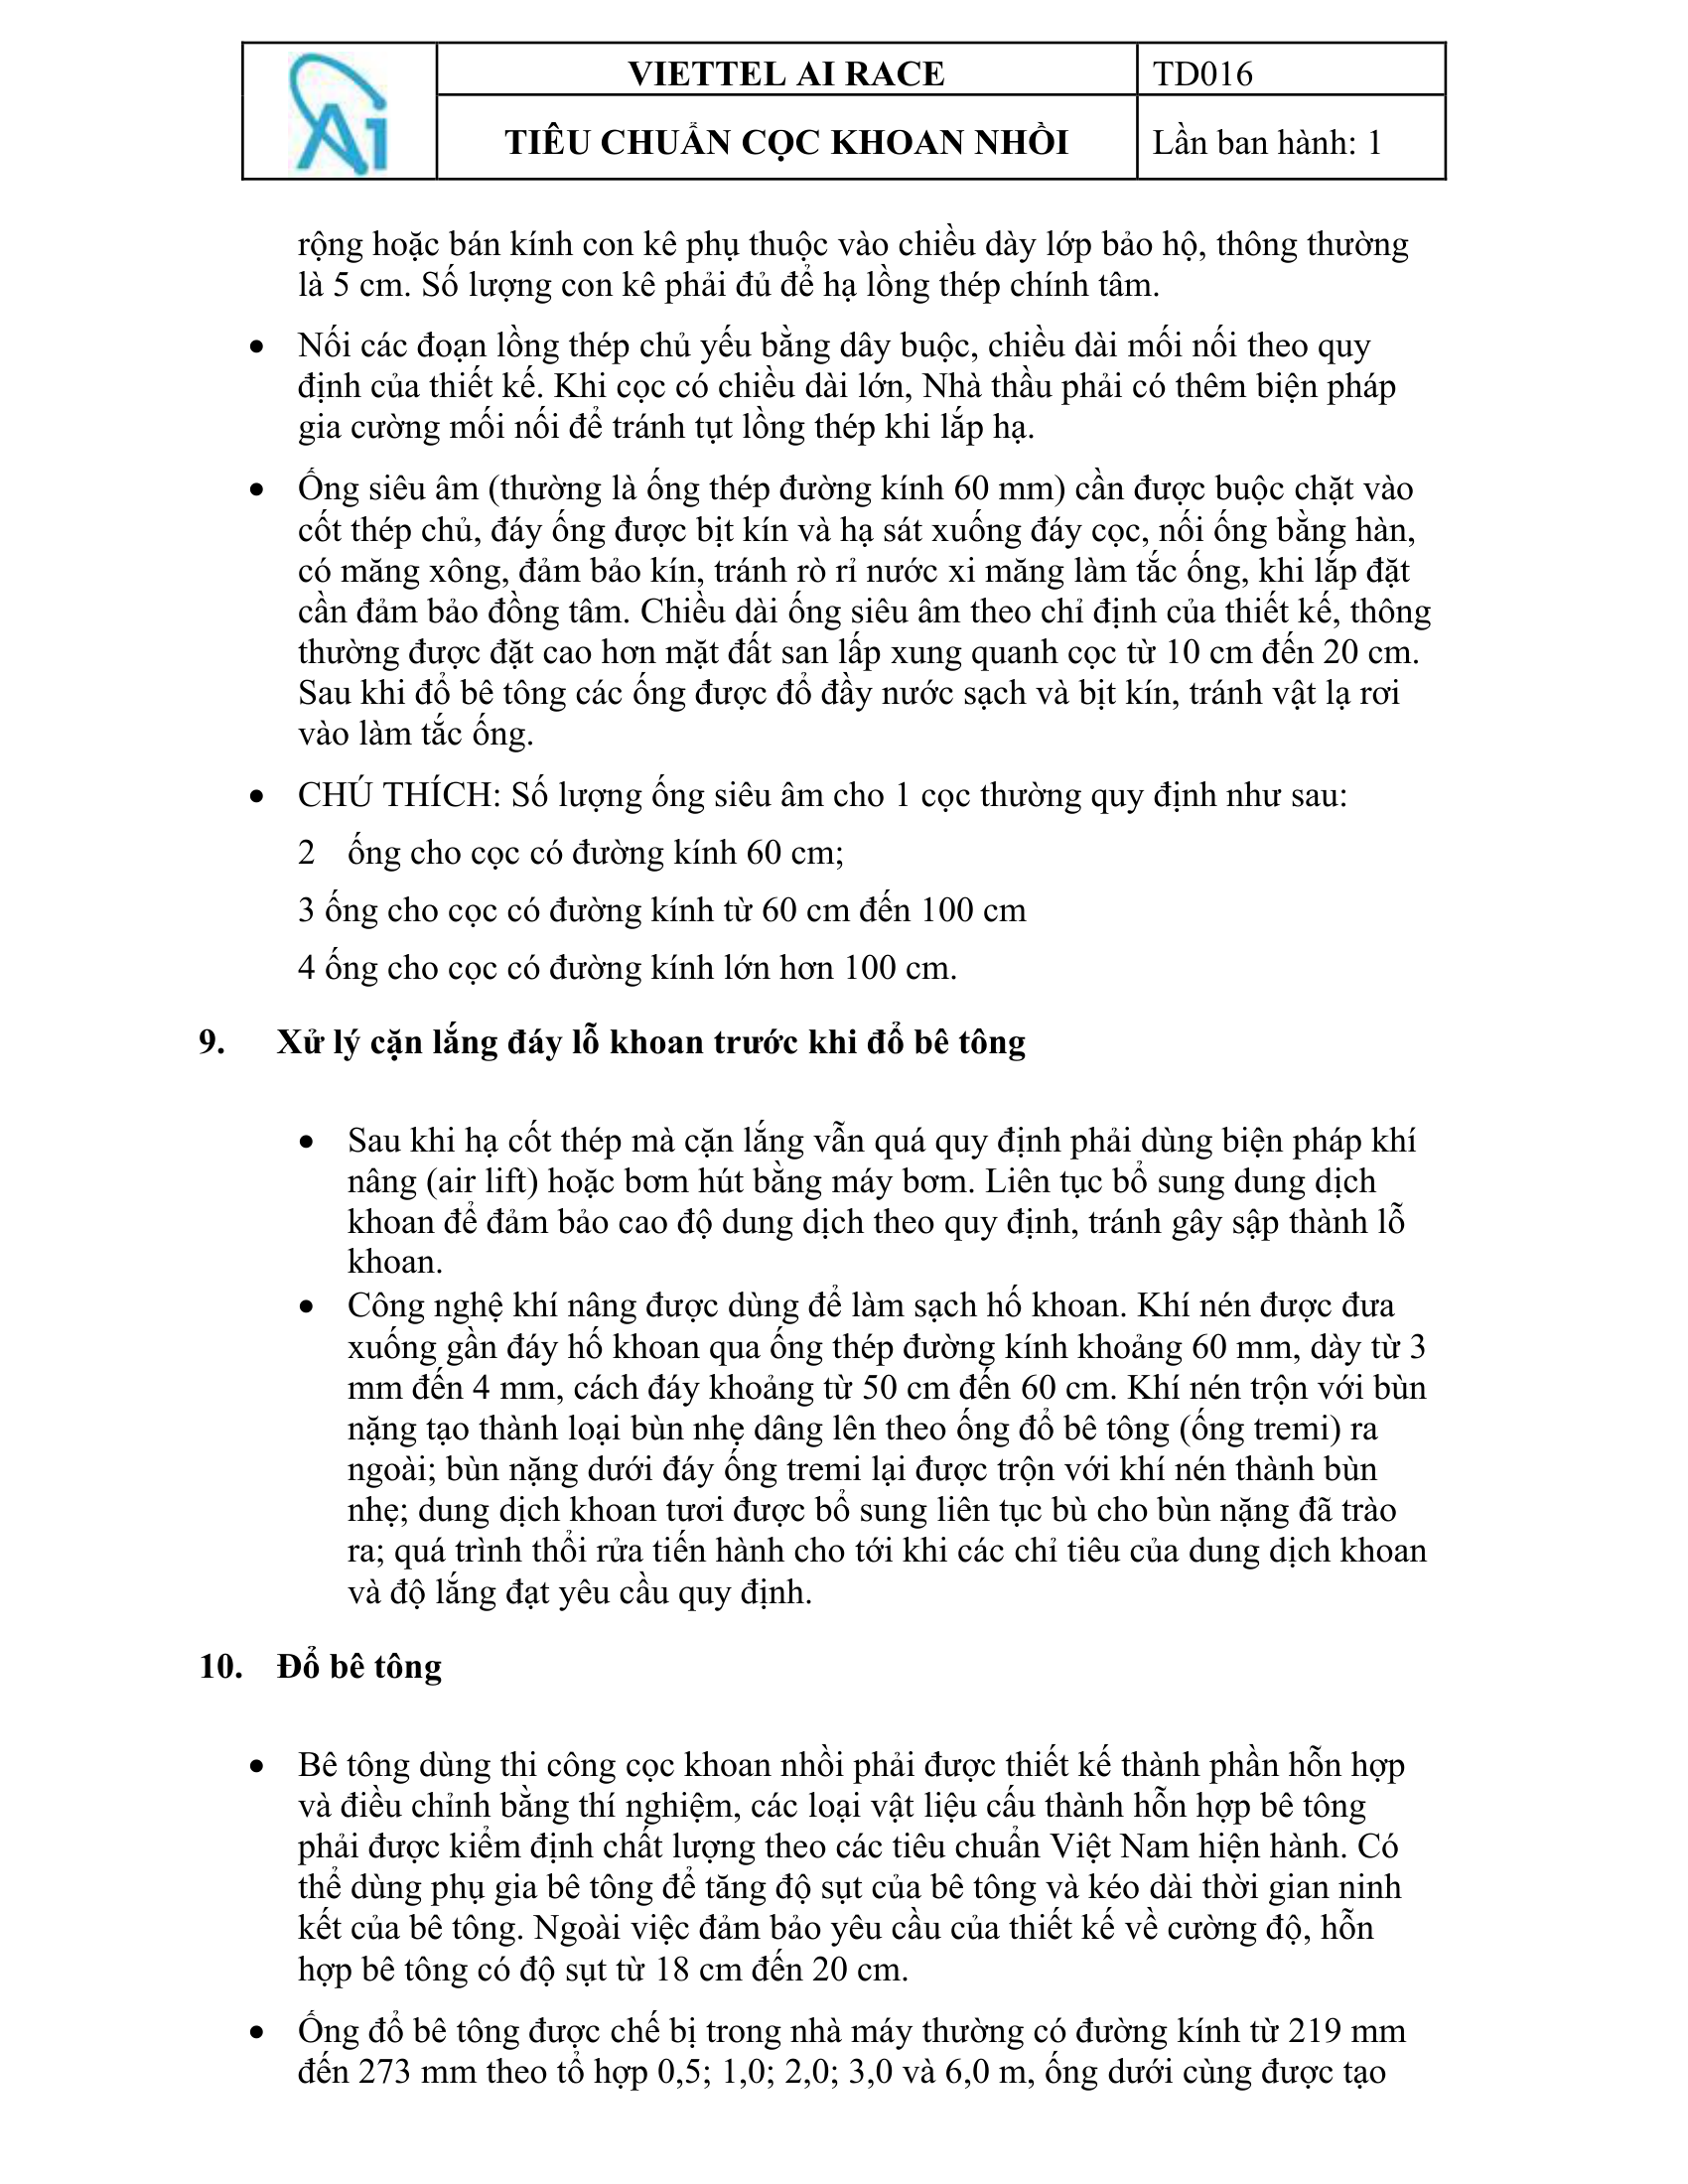 Ai
VIETTEL AI RACE
TD016
TIÊU CHUẨN CỌC KHOAN NHỒI
Lần ban hành: 1
rộng hoặc bán kính con kê phụ thuộc vào chiều dày lớp bảo hộ, thông thường
là 5 cm. Số lượng con kê phải đủ để hạ lồng thép chính tâm.
• Nối các đoạn lồng thép chủ yếu bằng dây buộc, chiều dài mối nối theo quy
định của thiết kế. Khi cọc có chiều dài lớn, Nhà thầu phải có thêm biện pháp
gia cường mối nối để tránh tụt lồng thép khi lắp hạ.
• Ống siêu âm (thường là ống thép đường kính 60 mm) cần được buộc chặt vào
cốt thép chủ, đáy ống được bịt kín và hạ sát xuống đáy cọc, nối ống bằng hàn,
có măng xông, đảm bảo kín, tránh rò rỉ nước xi măng làm tắc ống, khi lắp đặt
cần đảm bảo đồng tâm. Chiều dài ống siêu âm theo chỉ định của thiết kế, thông
thường được đặt cao hơn mặt đất san lấp xung quanh cọc từ 10 cm đến 20 cm.
Sau khi đổ bê tông các ống được đổ đầy nước sạch và bịt kín, tránh vật lạ rơi
vào làm tắc ống.
• CHÚ THÍCH: Số lượng ống siêu âm cho 1 cọc thường quy định như sau:
2 ống cho cọc có đường kính 60 cm;
3 ống cho cọc có đường kính từ 60 cm đến 100 cm
4 ống cho cọc có đường kính lớn hơn 100 cm.
9. Xử lý cặn lắng đáy lỗ khoan trước khi đổ bê tông
• Sau khi hạ cốt thép mà cặn lắng vẫn quá quy định phải dùng biện pháp khí
nâng (air lift) hoặc bơm hút bằng máy bơm. Liên tục bổ sung dung dịch
khoan để đảm bảo cao độ dung dịch theo quy định, tránh gây sập thành lỗ
khoan.
• Công nghệ khí nâng được dùng để làm sạch hố khoan. Khí nén được đưa
xuống gần đáy hố khoan qua ống thép đường kính khoảng 60 mm, dày từ 3
mm đến 4 mm, cách đáy khoảng từ 50 cm đến 60 cm. Khí nén trộn với bùn
nặng tạo thành loại bùn nhẹ dâng lên theo ống đổ bê tông (ống tremi) ra
ngoài; bùn nặng dưới đáy ống tremi lại được trộn với khí nén thành bùn
nhẹ; dung dịch khoan tươi được bổ sung liên tục bù cho bùn nặng đã trào
ra; quá trình thổi rửa tiến hành cho tới khi các chỉ tiêu của dung dịch khoan
và độ lắng đạt yêu cầu quy định.
10. Đổ bê tông
• Bê tông dùng thi công cọc khoan nhồi phải được thiết kế thành phần hỗn hợp
và điều chỉnh bằng thí nghiệm, các loại vật liệu cấu thành hỗn hợp bê tông
phải được kiểm định chất lượng theo các tiêu chuẩn Việt Nam hiện hành. Có
thể dùng phụ gia bê tông để tăng độ sụt của bê tông và kéo dài thời gian ninh
kết của bê tông. Ngoài việc đảm bảo yêu cầu của thiết kế về cường độ, hỗn
hợp bê tông có độ sụt từ 18 cm đến 20 cm.
• Ống đổ bê tông được chế bị trong nhà máy thường có đường kính từ 219 mm
đến 273 mm theo tổ hợp 0,5; 1,0; 2,0; 3,0 và 6,0 m, ống dưới cùng được tạo